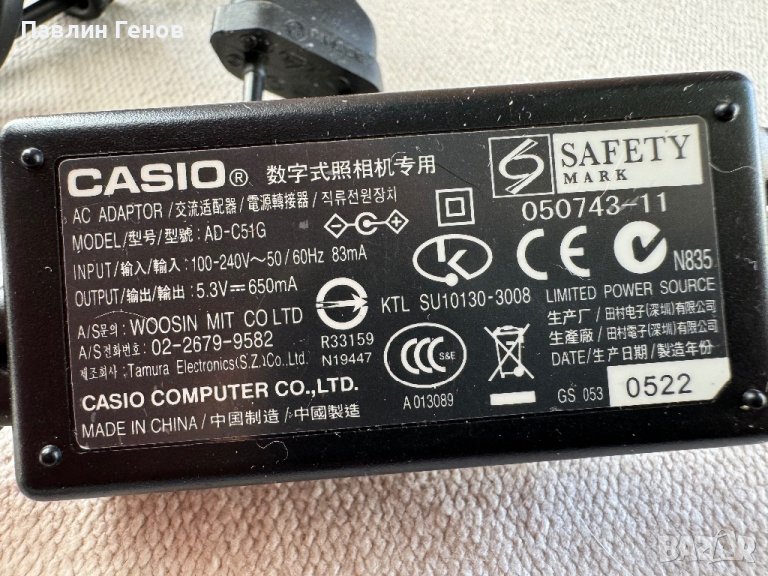 Павлин Генов
CASIO® 数字式照相机专用
SAFETY
MARK
AC ADAPTOR /交流适配器/電源轉接器/직류전원장치
050743-11
MODEL/型号/型號: AD-C51G
INPUT/输入/輸入: 100-240V~50/60Hz 83mA
N835
OUTPUT/输出/輸出: 5.3V⎓650mA
KTL SU10130-3008 LIMITED POWER SOURCE
A/S문의: WOOSIN MIT CO LTD
生产厂/田村電子(深圳)有限公司
A/S전화번호: 02-2679-9582
R33159
生產廠/田村電子(深圳)有限公司
제조회사: Tamura Electronics(S.Z.)Co.,Ltd.
N19447
CCC S&E
DATE/生产日期/製造年份
CASIO COMPUTER CO.,LTD.
A 013089
GS 053 0522
MADE IN CHINA/中国制造/中國製造
BAZAR